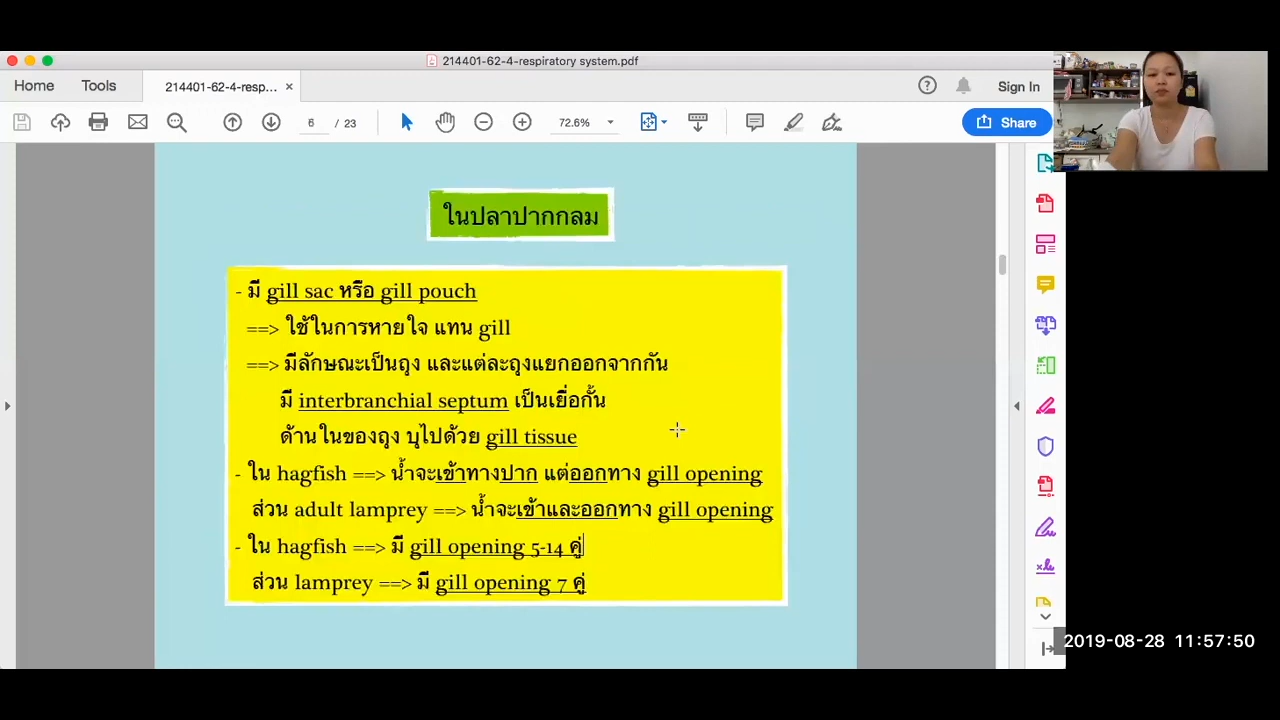 214401-62-4-respiratory system.pdf
Home
Tools
214401-62-4-resp...
Sign In
6 / 23
72.6%
Share
ในปลาปากกลม
- มี gill sac หรือ gill pouch
==> ใช้ในการหายใจ แทน gill
==> มีลักษณะเป็นถุง และแต่ละถุงแยกออกจากกัน
มี interbranchial septum เป็นเยื่อกั้น
ด้านในของถุง บุไปด้วย gill tissue
- ใน hagfish ==> น้ำจะเข้าทางปาก แต่ออกทาง gill opening
ส่วน adult lamprey ==> น้ำจะเข้าและออกทาง gill opening
- ใน hagfish ==> มี gill opening 5-14 คู่
ส่วน lamprey ==> มี gill opening 7 คู่
2019-08-28 11:57:50